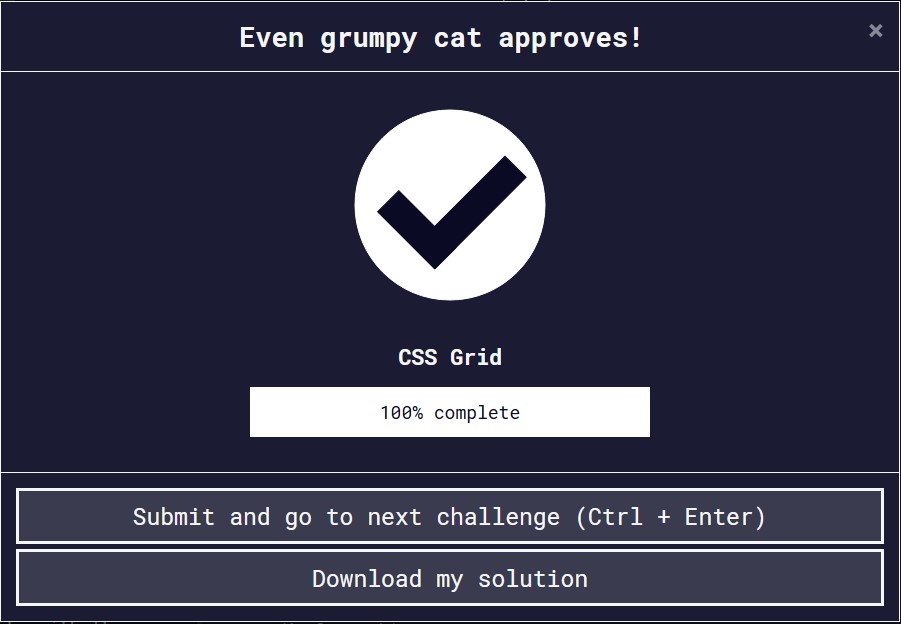 Even grumpy cat approves!
×
CSS Grid
100% complete
Submit and go to next challenge (Ctrl + Enter)
Download my solution